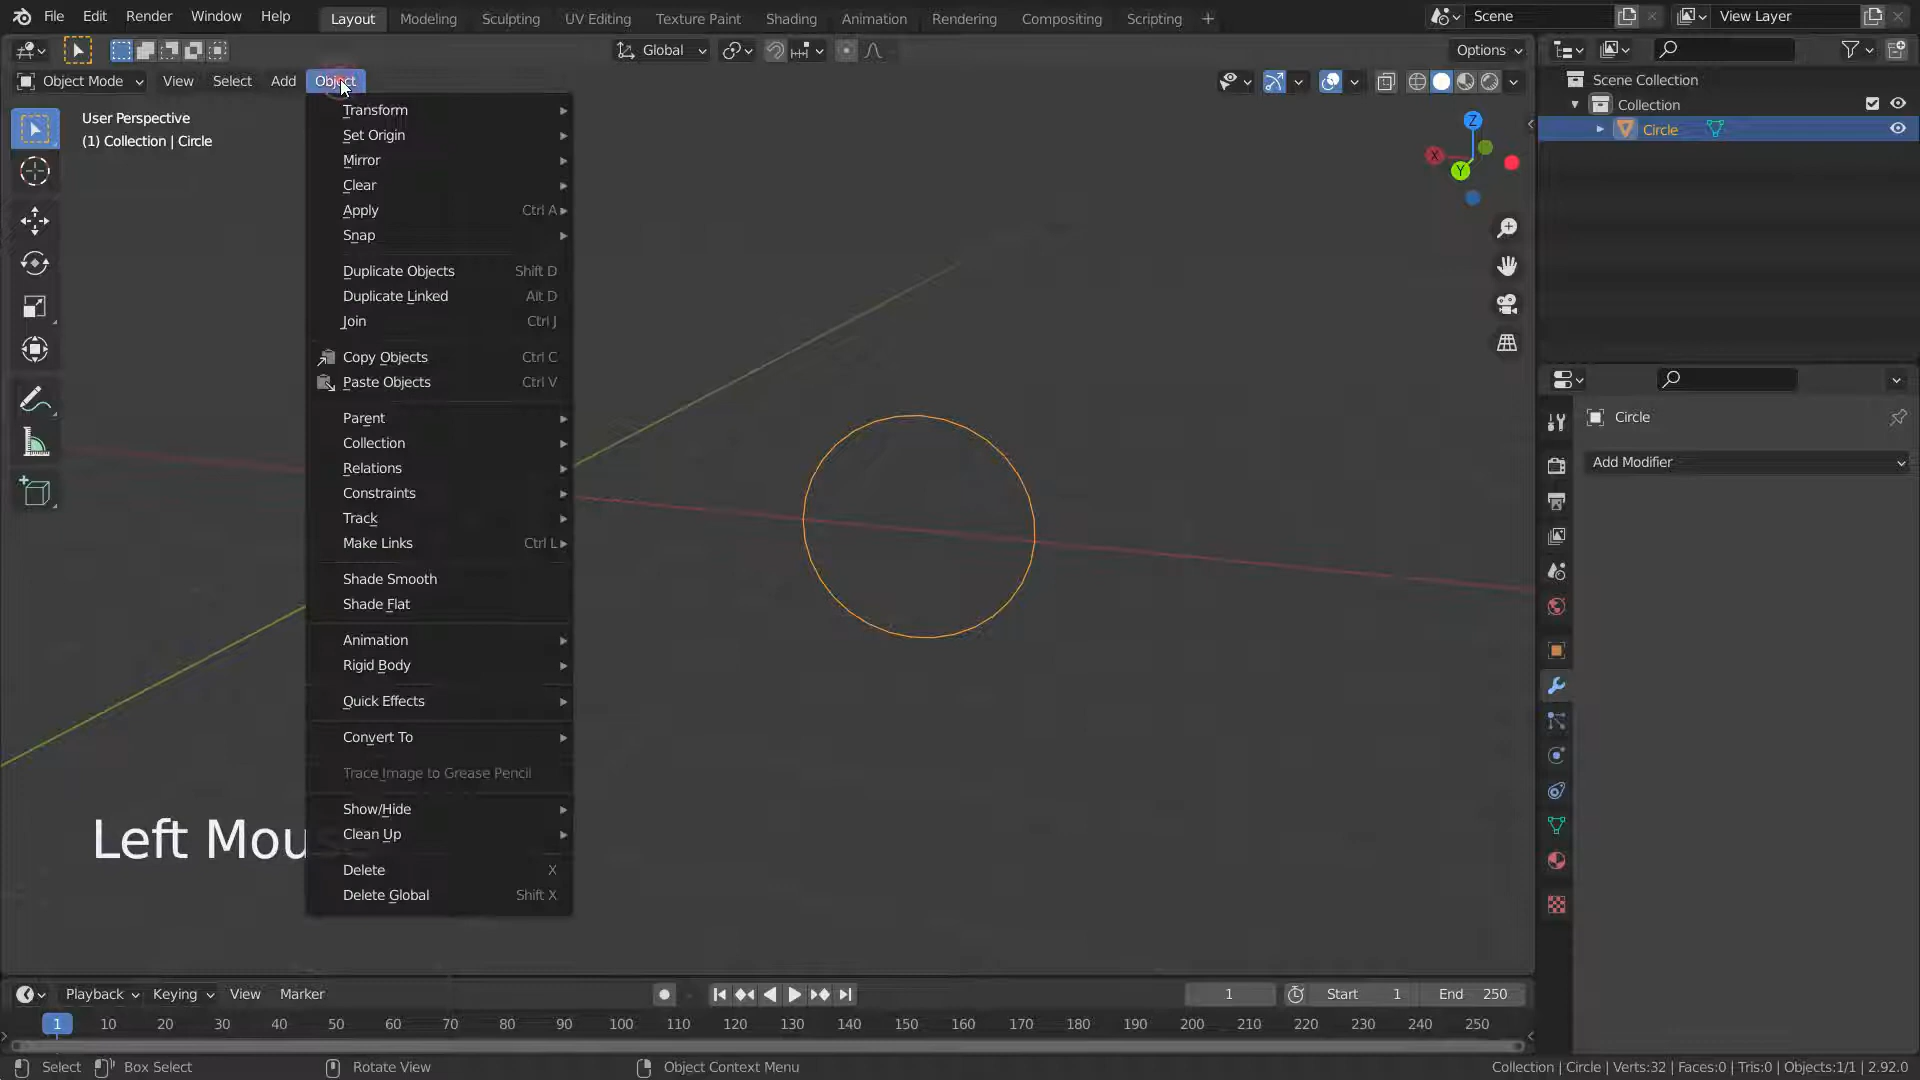 File Edit Render Window Help Layout Modeling Sculpting UV Editing Texture Paint Shading Animation Rendering Compositing Scripting Scene View Layer
Global Options
Object Mode View Select Add Object
User Perspective
(1) Collection | Circle
Transform
Set Origin
Mirror
Clear
Apply Ctrl A
Snap
Duplicate Objects Shift D
Duplicate Linked Alt D
Join Ctrl J
Copy Objects Ctrl C
Paste Objects Ctrl V
Parent
Collection
Relations
Constraints
Track
Make Links Ctrl L
Shade Smooth
Shade Flat
Animation
Rigid Body
Quick Effects
Convert To
Trace Image to Grease Pencil
Show/Hide
Clean Up
Delete X
Delete Global Shift X
Left Mou
Z
X
Y
Scene Collection
Collection
Circle
Circle
Add Modifier
Playback Keying View Marker 1 Start 1 End 250
1 10 20 30 40 50 60 70 80 90 100 110 120 130 140 150 160 170 180 190 200 210 220 230 240 250
Select Box Select Rotate View Object Context Menu Collection | Circle | Verts:32 | Faces:0 | Tris:0 | Objects:1/1 | 2.92.0